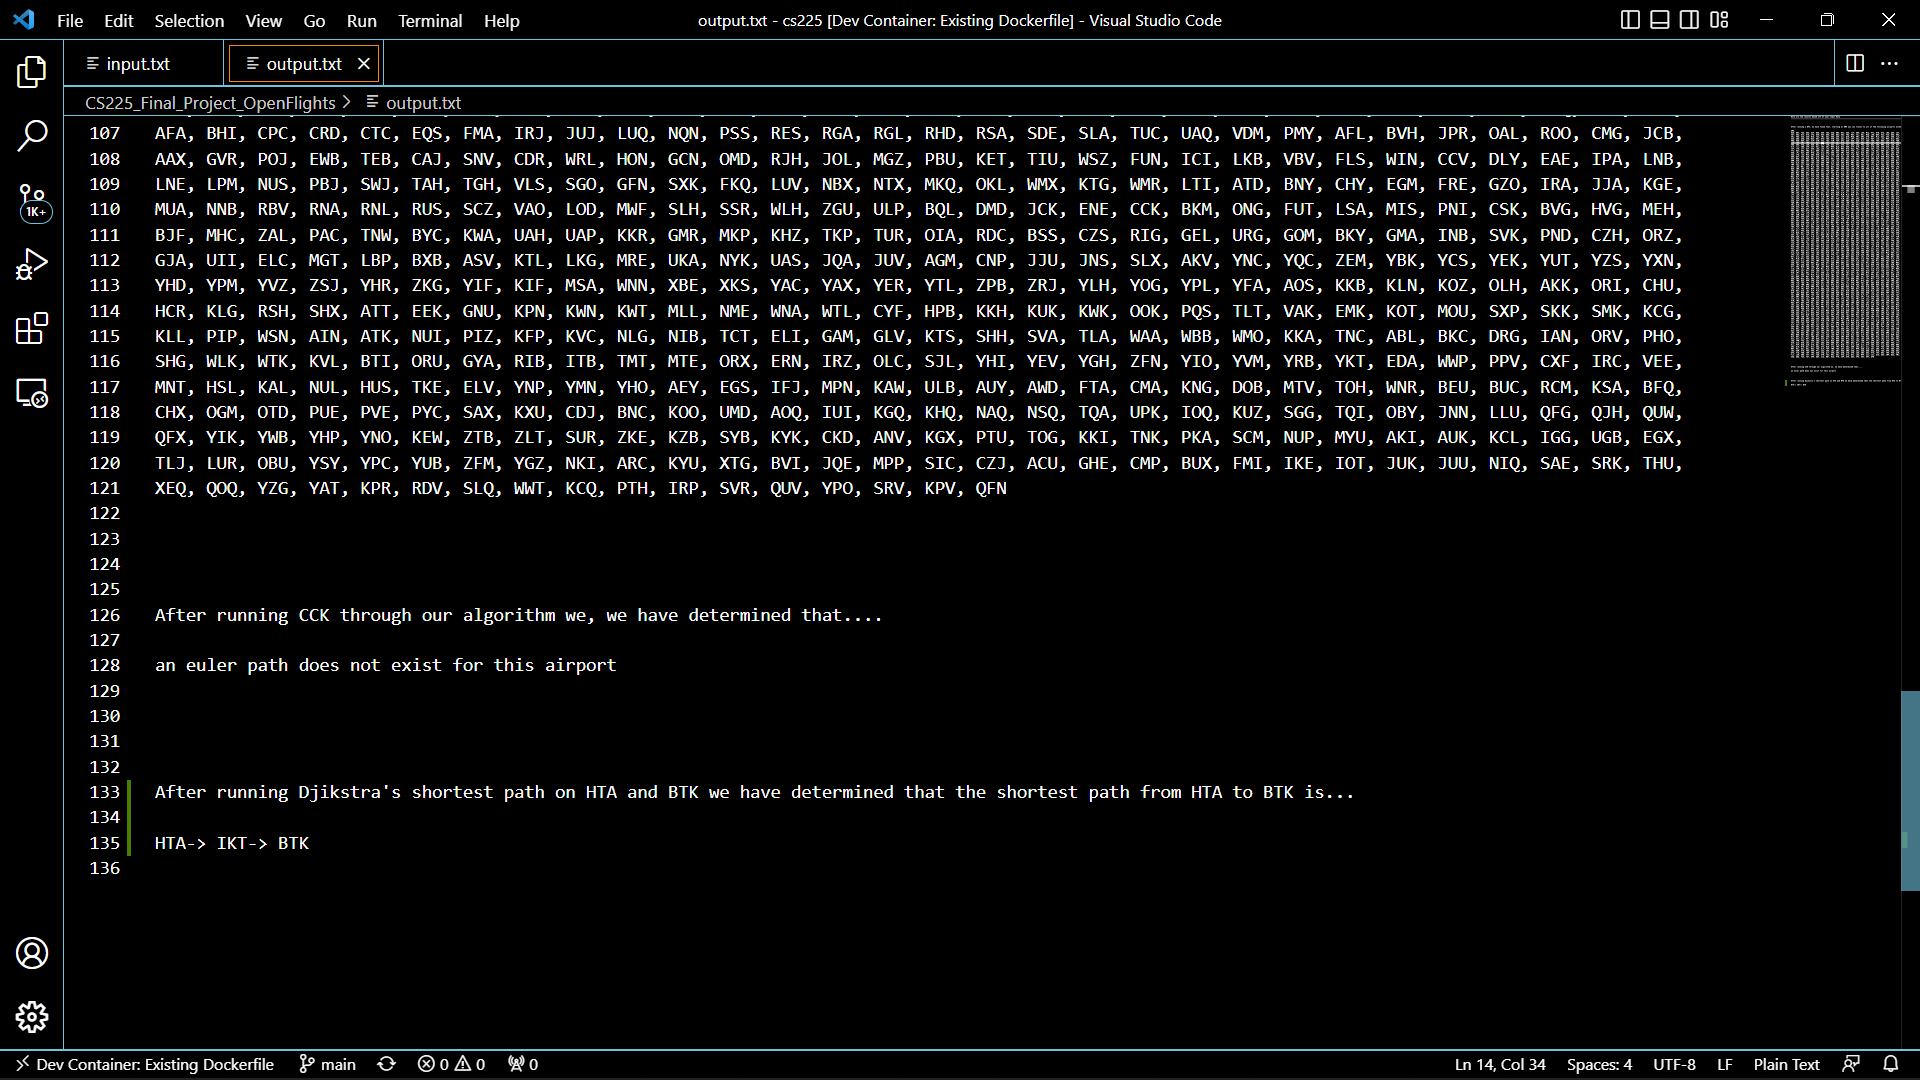 File Edit Selection View Go Run Terminal Help
output.txt - cs225 [Dev Container: Existing Dockerfile] - Visual Studio Code
input.txt
output.txt
CS225_Final_Project_OpenFlights > output.txt
107 AFA, BHI, CPC, CRD, CTC, EQS, FMA, IRJ, JUJ, LUQ, NQN, PSS, RES, RGA, RGL, RHD, RSA, SDE, SLA, TUC, UAQ, VDM, PMY, AFL, BVH, JPR, OAL, ROO, CMG, JCB,
108 AAX, GVR, POJ, EWB, TEB, CAJ, SNV, CDR, WRL, HON, GCN, OMD, RJH, JOL, MGZ, PBU, KET, TIU, WSZ, FUN, ICI, LKB, VBV, FLS, WIN, CCV, DLY, EAE, IPA, LNB,
109 LNE, LPM, NUS, PBJ, SWJ, TAH, TGH, VLS, SGO, GFN, SXK, FKQ, LUV, NBX, NTX, MKQ, OKL, WMX, KTG, WMR, LTI, ATD, BNY, CHY, EGM, FRE, GZO, IRA, JJA, KGE,
110 MUA, NNB, RBV, RNA, RNL, RUS, SCZ, VAO, LOD, MWF, SLH, SSR, WLH, ZGU, ULP, BQL, DMD, JCK, ENE, CCK, BKM, ONG, FUT, LSA, MIS, PNI, CSK, BVG, HVG, MEH,
111 BJF, MHC, ZAL, PAC, TNW, BYC, KWA, UAH, UAP, KKR, GMR, MKP, KHZ, TKP, TUR, OIA, RDC, BSS, CZS, RIG, GEL, URG, GOM, BKY, GMA, INB, SVK, PND, CZH, ORZ,
112 GJA, UII, ELC, MGT, LBP, BXB, ASV, KTL, LKG, MRE, UKA, NYK, UAS, JQA, JUV, AGM, CNP, JJU, JNS, SLX, AKV, YNC, YQC, ZEM, YBK, YCS, YEK, YUT, YZS, YXN,
113 YHD, YPM, YVZ, ZSJ, YHR, ZKG, YIF, KIF, MSA, WNN, XBE, XKS, YAC, YAX, YER, YTL, ZPB, ZRJ, YLH, YOG, YPL, YFA, AOS, KKB, KLN, KOZ, OLH, AKK, ORI, CHU,
114 HCR, KLG, RSH, SHX, ATT, EEK, GNU, KPN, KWN, KWT, MLL, NME, WNA, WTL, CYF, HPB, KKH, KUK, KWK, OOK, PQS, TLT, VAK, EMK, KOT, MOU, SXP, SKK, SMK, KCG,
115 KLL, PIP, WSN, AIN, ATK, NUI, PIZ, KFP, KVC, NLG, NIB, TCT, ELI, GAM, GLV, KTS, SHH, SVA, TLA, WAA, WBB, WMO, KKA, TNC, ABL, BKC, DRG, IAN, ORV, PHO,
116 SHG, WLK, WTK, KVL, BTI, ORU, GYA, RIB, ITB, TMT, MTE, ORX, ERN, IRZ, OLC, SJL, YHI, YEV, YGH, ZFN, YIO, YVM, YRB, YKT, EDA, WWP, PPV, CXF, IRC, VEE,
117 MNT, HSL, KAL, NUL, HUS, TKE, ELV, YNP, YMN, YHO, AEY, EGS, IFJ, MPN, KAW, ULB, AUY, AWD, FTA, CMA, KNG, DOB, MTV, TOH, WNR, BEU, BUC, RCM, KSA, BFQ,
118 CHX, OGM, OTD, PUE, PVE, PYC, SAX, KXU, CDJ, BNC, KOO, UMD, AOQ, IUI, KGQ, KHQ, NAQ, NSQ, TQA, UPK, IOQ, KUZ, SGG, TQI, OBY, JNN, LLU, QFG, QJH, QUW,
119 QFX, YIK, YWB, YHP, YNO, KEW, ZTB, ZLT, SUR, ZKE, KZB, SYB, KYK, CKD, ANV, KGX, PTU, TOG, KKI, TNK, PKA, SCM, NUP, MYU, AKI, AUK, KCL, IGG, UGB, EGX,
120 TLJ, LUR, OBU, YSY, YPC, YUB, ZFM, YGZ, NKI, ARC, KYU, XTG, BVI, JQE, MPP, SIC, CZJ, ACU, GHE, CMP, BUX, FMI, IKE, IOT, JUK, JUU, NIQ, SAE, SRK, THU,
121 XEQ, QOQ, YZG, YAT, KPR, RDV, SLQ, WWT, KCQ, PTH, IRP, SVR, QUV, YPO, SRV, KPV, QFN
122
123
124
125
126 After running CCK through our algorithm we, we have determined that....
127
128 an euler path does not exist for this airport
129
130
131
132
133 After running Djikstra's shortest path on HTA and BTK we have determined that the shortest path from HTA to BTK is...
134
135 HTA-> IKT-> BTK
136
1K+
Dev Container: Existing Dockerfile main 0 0 0 Ln 14, Col 34 Spaces: 4 UTF-8 LF Plain Text